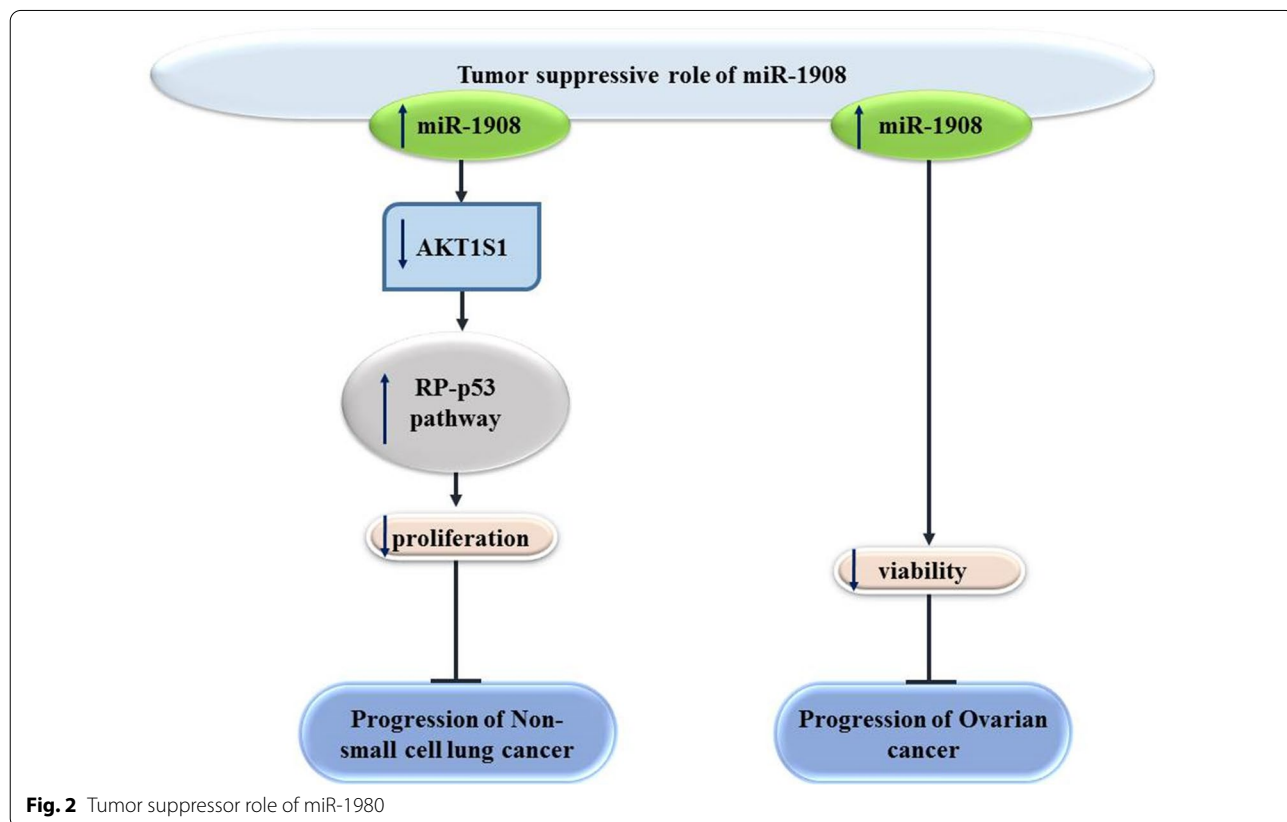 Tumor suppressive role of miR-1908
miR-1908
miR-1908
AKT1S1
RP-p53
pathway
proliferation
viability
Progression of Non-
small cell lung cancer
Progression of Ovarian
cancer
Fig. 2 Tumor suppressor role of miR-1980